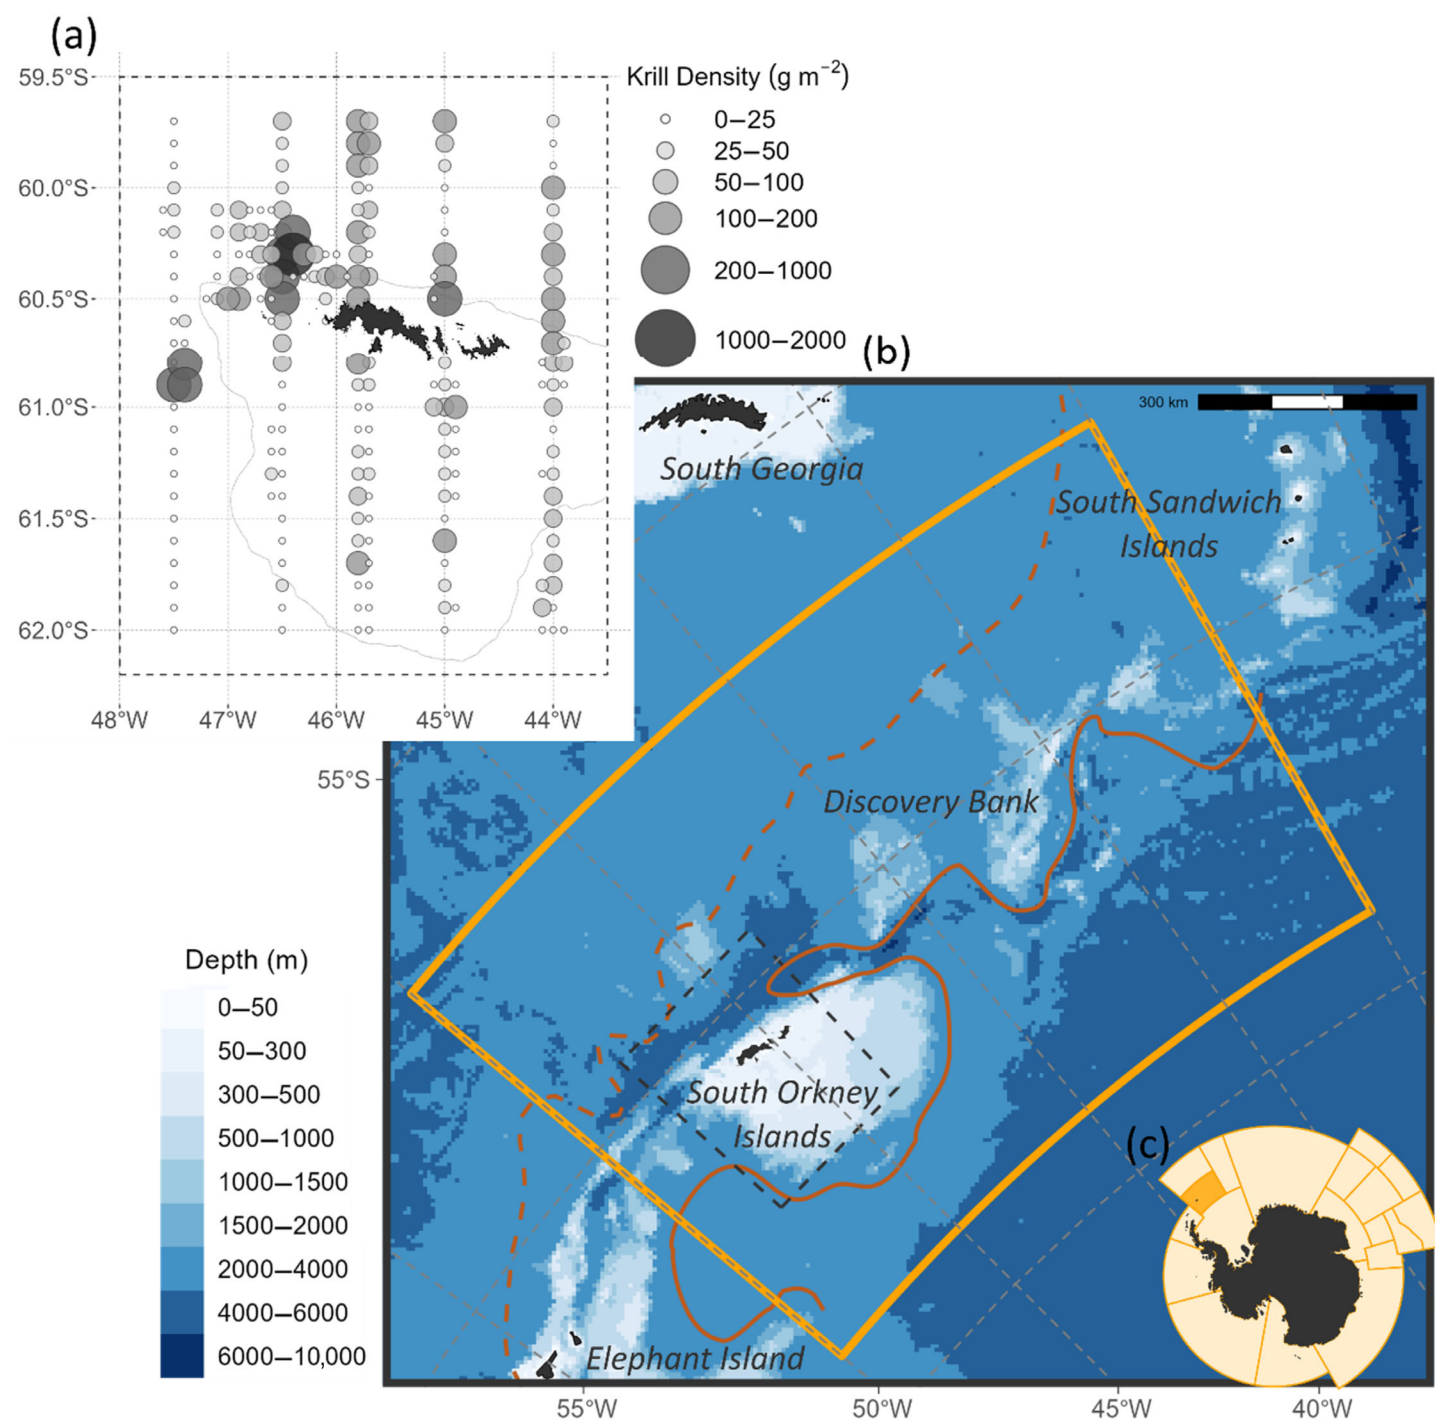 (a)
59.5°S
60.0°S
60.5°S
61.0°S
61.5°S
62.0°S
48°W
47°W
46°W
45°W
44°W
Krill Density (g m⁻²)
0–25
25–50
50–100
100–200
200–1000
1000–2000
(b)
300 km
South Georgia
South Sandwich
Islands
Discovery Bank
South Orkney
Islands
Elephant Island
55°S
Depth (m)
0–50
50–300
300–500
500–1000
1000–1500
1500–2000
2000–4000
4000–6000
6000–10,000
(c)
55°W
50°W
45°W
40°W